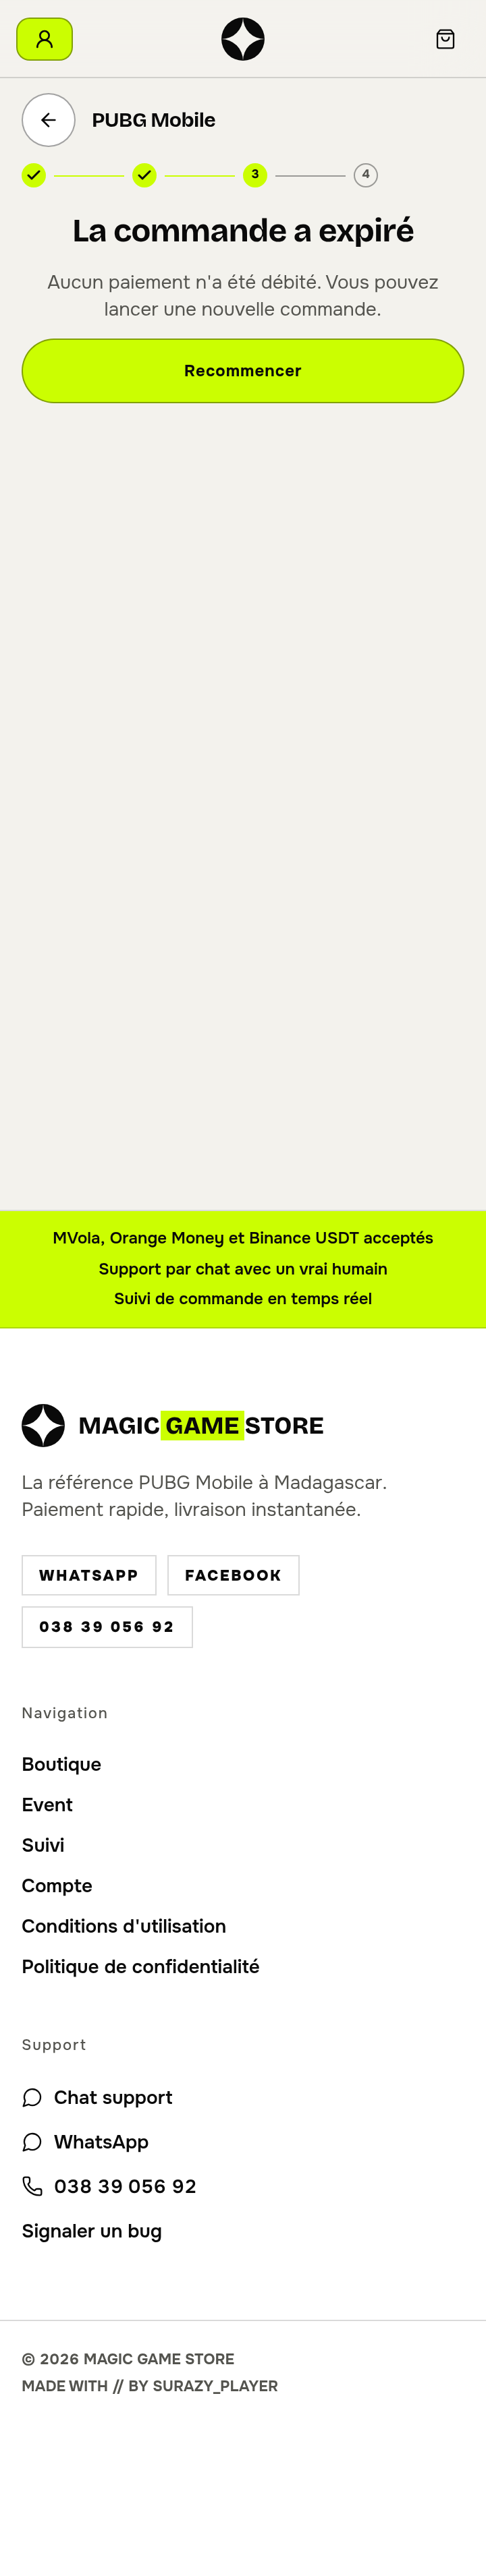 PUBG Mobile
3
4
La commande a expiré
Aucun paiement n'a été débité. Vous pouvez
lancer une nouvelle commande.
Recommencer
MVola, Orange Money et Binance USDT acceptés
Support par chat avec un vrai humain
Suivi de commande en temps réel
MAGIC GAME STORE
La référence PUBG Mobile à Madagascar.
Paiement rapide, livraison instantanée.
WHATSAPP
FACEBOOK
038 39 056 92
Navigation
Boutique
Event
Suivi
Compte
Conditions d'utilisation
Politique de confidentialité
Support
Chat support
WhatsApp
038 39 056 92
Signaler un bug
© 2026 MAGIC GAME STORE
MADE WITH // BY SURAZY_PLAYER